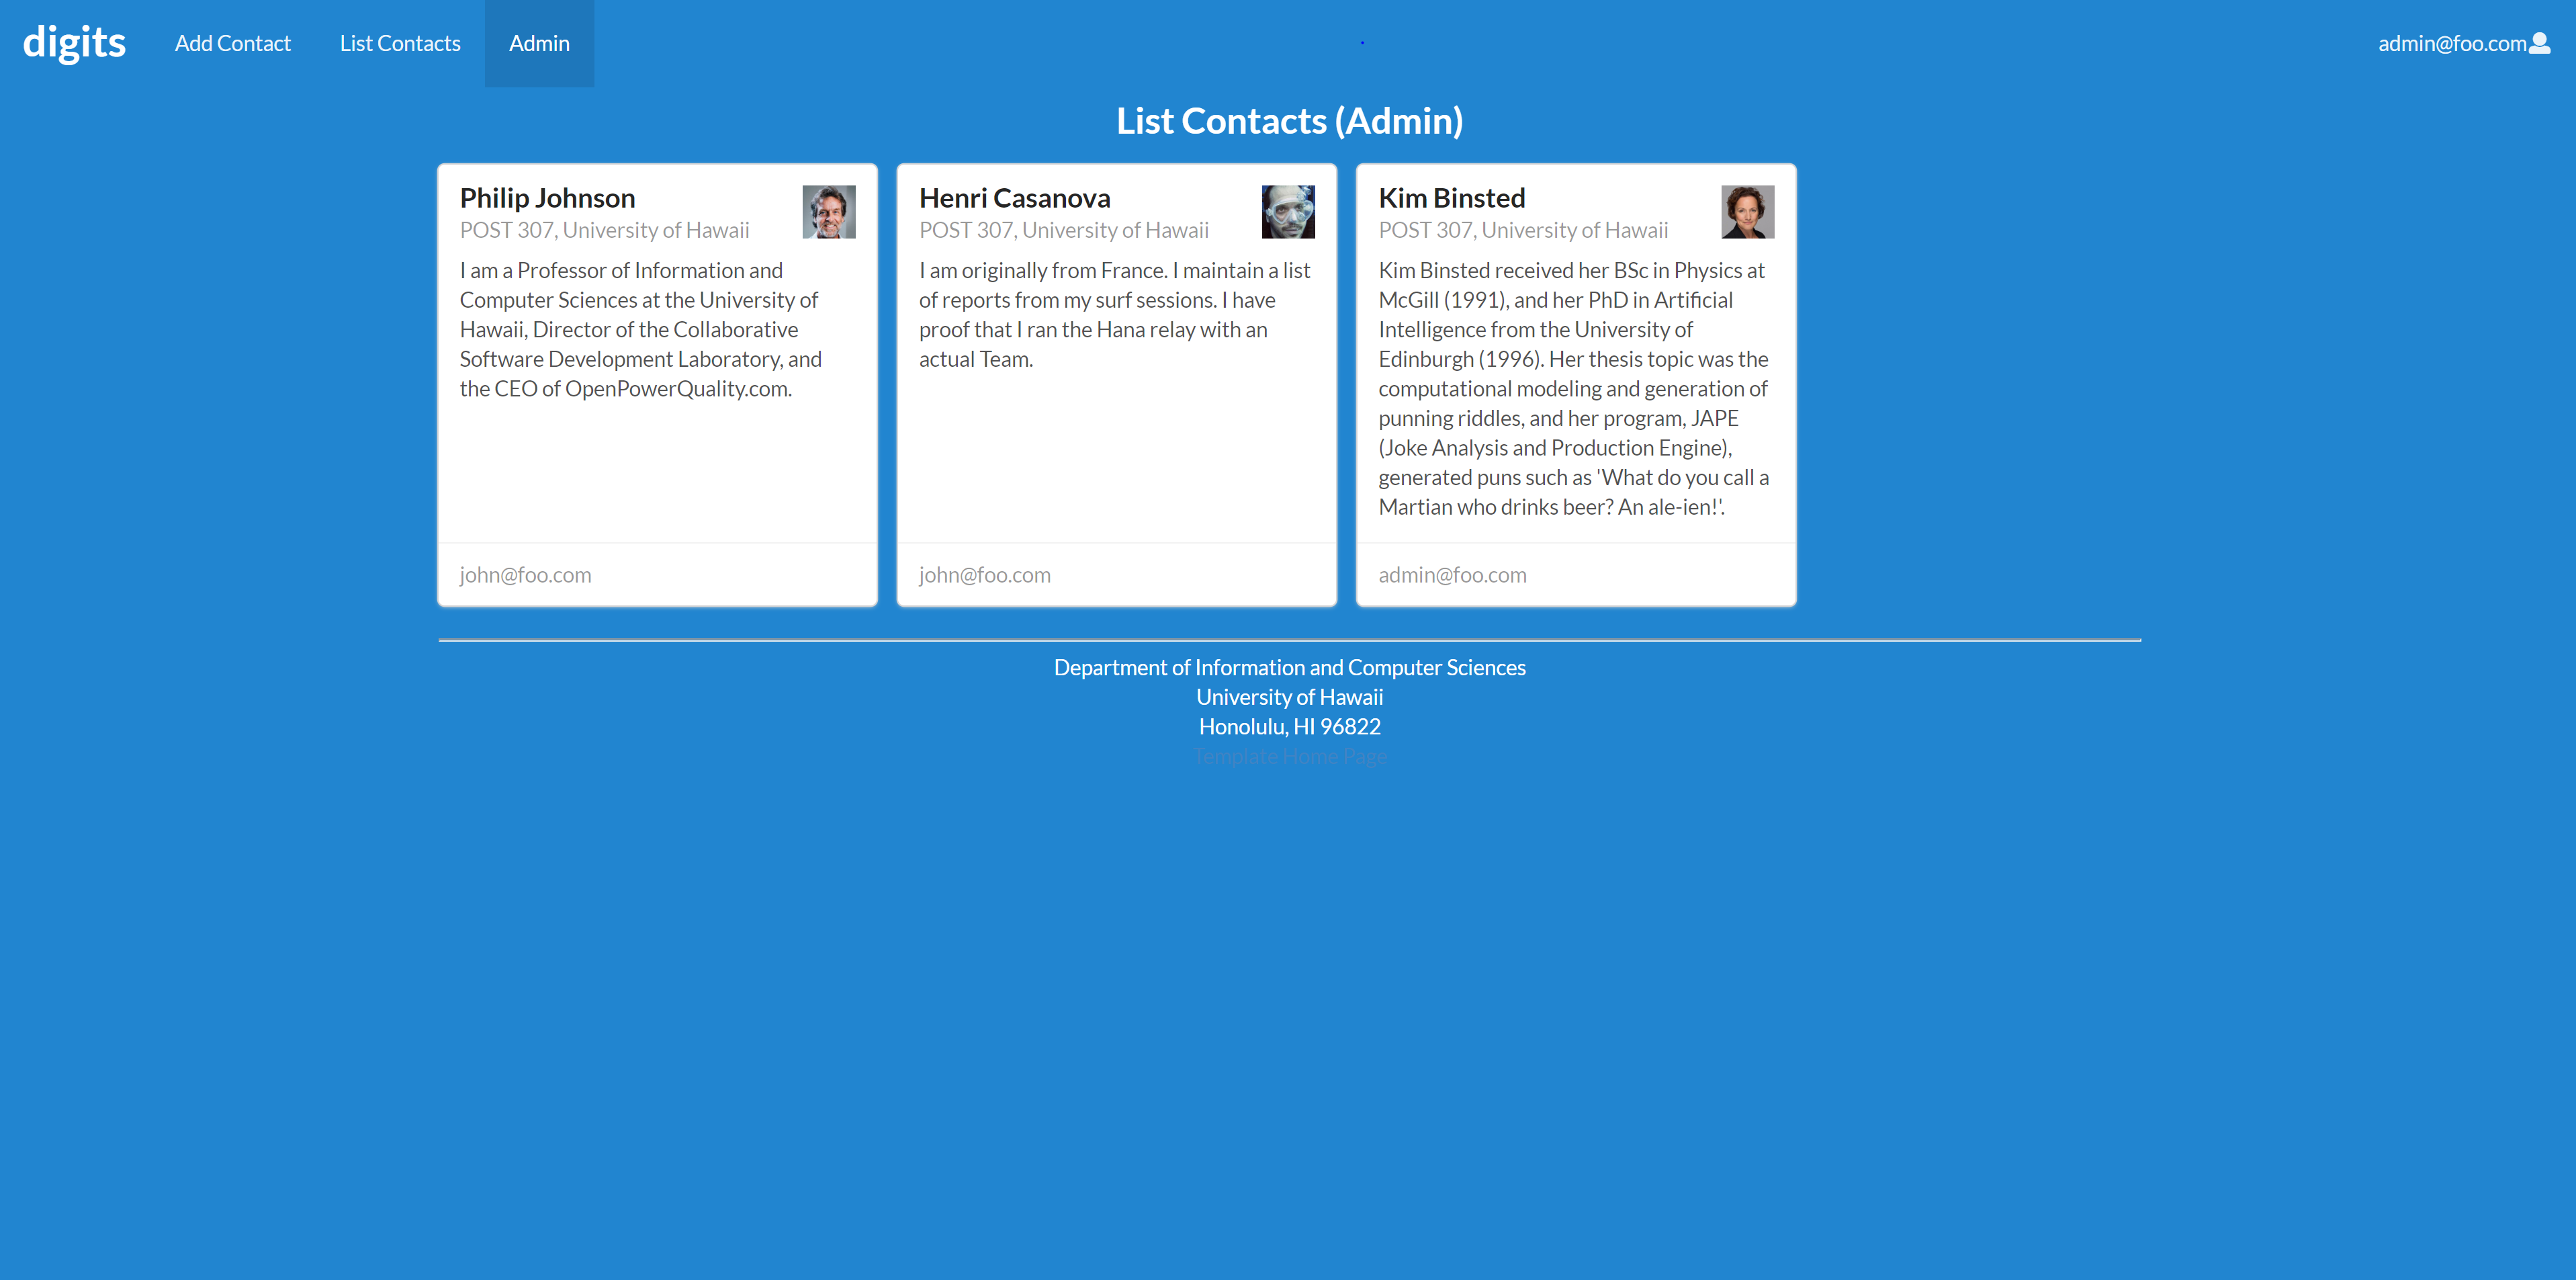 digits
Add Contact
List Contacts
Admin
admin@foo.com
List Contacts (Admin)
Philip Johnson
POST 307, University of Hawaii
I am a Professor of Information and
Computer Sciences at the University of
Hawaii, Director of the Collaborative
Software Development Laboratory, and
the CEO of OpenPowerQuality.com.
john@foo.com
Henri Casanova
POST 307, University of Hawaii
I am originally from France. I maintain a list
of reports from my surf sessions. I have
proof that I ran the Hana relay with an
actual Team.
john@foo.com
Kim Binsted
POST 307, University of Hawaii
Kim Binsted received her BSc in Physics at
McGill (1991), and her PhD in Artificial
Intelligence from the University of
Edinburgh (1996). Her thesis topic was the
computational modeling and generation of
punning riddles, and her program, JAPE
(Joke Analysis and Production Engine),
generated puns such as 'What do you call a
Martian who drinks beer? An ale-ien!'.
admin@foo.com
Department of Information and Computer Sciences
University of Hawaii
Honolulu, HI 96822
Template Home Page